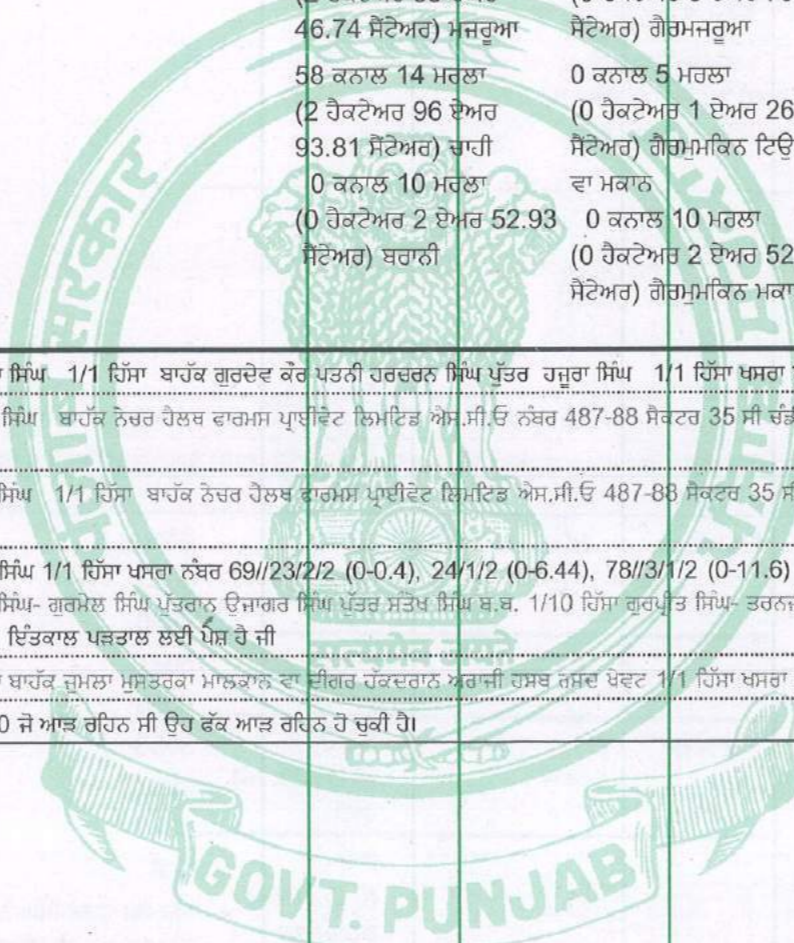 46.74 ਸੈਂਟੇਅਰ) ਮਜਰੂਆ
58 ਕਨਾਲ 14 ਮਰਲਾ
(2 ਹੈਕਟੇਅਰ 96 ਏਅਰ
93.81 ਸੈਂਟੇਅਰ) ਚਾਹੀ
0 ਕਨਾਲ 10 ਮਰਲਾ
(0 ਹੈਕਟੇਅਰ 2 ਏਅਰ 52.93
ਸੈਂਟੇਅਰ) ਬਰਾਨੀ
ਸੈਂਟੇਅਰ) ਗੈਰਮਜਰੂਆ
0 ਕਨਾਲ 5 ਮਰਲਾ
(0 ਹੈਕਟੇਅਰ 1 ਏਅਰ 26
ਸੈਂਟੇਅਰ) ਗੈਰਮੁਮਕਿਨ ਟਿਉ
ਵਾ ਮਕਾਨ
0 ਕਨਾਲ 10 ਮਰਲਾ
(0 ਹੈਕਟੇਅਰ 2 ਏਅਰ 52
ਸੈਂਟੇਅਰ) ਗੈਰਮੁਮਕਿਨ ਮਕਾ
ਸਿੰਘ 1/1 ਹਿੱਸਾ ਬਾਹੱਕ ਗੁਰਦੇਵ ਕੌਰ ਪਤਨੀ ਹਰਚਰਨ ਸਿੰਘ ਪੁੱਤਰ ਹਜੂਰਾ ਸਿੰਘ 1/1 ਹਿੱਸਾ ਖਸਰਾ
ਸਿੰਘ ਬਾਹੱਕ ਨੇਚਰ ਹੈਲਥ ਫਾਰਮਸ ਪ੍ਰਾਈਵੇਟ ਲਿਮਟਿਡ ਐਸ.ਸੀ.ਓ ਨੰਬਰ 487-88 ਸੈਕਟਰ 35 ਸੀ ਚੰਡੀ
ਸਿੰਘ 1/1 ਹਿੱਸਾ ਬਾਹੱਕ ਨੇਚਰ ਹੈਲਥ ਫਾਰਮਸ ਪ੍ਰਾਈਵੇਟ ਲਿਮਟਿਡ ਐਸ.ਸੀ.ਓ 487-88 ਸੈਕਟਰ 35 ਸੀ
ਸਿੰਘ 1/1 ਹਿੱਸਾ ਖਸਰਾ ਨੰਬਰ 69//23/2/2 (0-0.4), 24/1/2 (0-6.44), 78//3/1/2 (0-11.6)
ਸਿੰਘ- ਗੁਰਮੇਲ ਸਿੰਘ ਪੁੱਤਰਾਨ ਉਜਾਗਰ ਸਿੰਘ ਪੁੱਤਰ ਸੰਤੋਖ ਸਿੰਘ ਬ.ਬ. 1/10 ਹਿੱਸਾ ਗੁਰਪ੍ਰੀਤ ਸਿੰਘ- ਤਰਨਜ
ਇੰਤਕਾਲ ਪੜਤਾਲ ਲਈ ਪੇਸ਼ ਹੈ ਜੀ
ਬਾਹੱਕ ਜੁਮਲਾ ਮੁਸਤਰਕਾ ਮਾਲਕਾਨ ਵਾ ਦੀਗਰ ਹੱਕਦਰਾਨ ਅਰਾਜੀ ਹਸਬ ਰਸਦ ਖੇਵਟ 1/1 ਹਿੱਸਾ ਖਸਰਾ
0 ਜੋ ਆੜ ਰਹਿਨ ਸੀ ਉਹ ਫੱਕ ਆੜ ਰਹਿਨ ਹੋ ਚੁਕੀ ਹੈ।
ਪੰਜਾਬ ਸਰਕਾਰ
सत्यमेव जयते
GOVT. PUNJAB